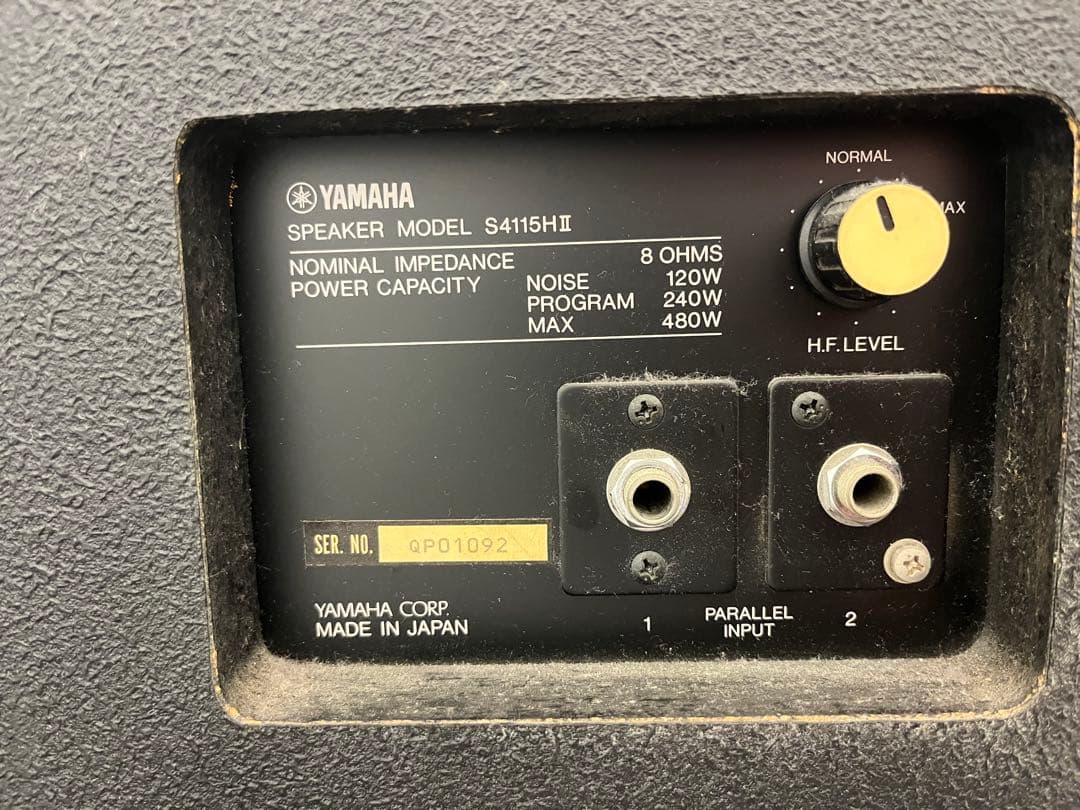 YAMAHA
SPEAKER MODEL S4115HⅡ
NOMINAL IMPEDANCE 8 OHMS
POWER CAPACITY NOISE 120W
PROGRAM 240W
MAX 480W
NORMAL
MAX
H.F. LEVEL
SER. NO. QP01092
YAMAHA CORP.
MADE IN JAPAN
1 PARALLEL INPUT 2